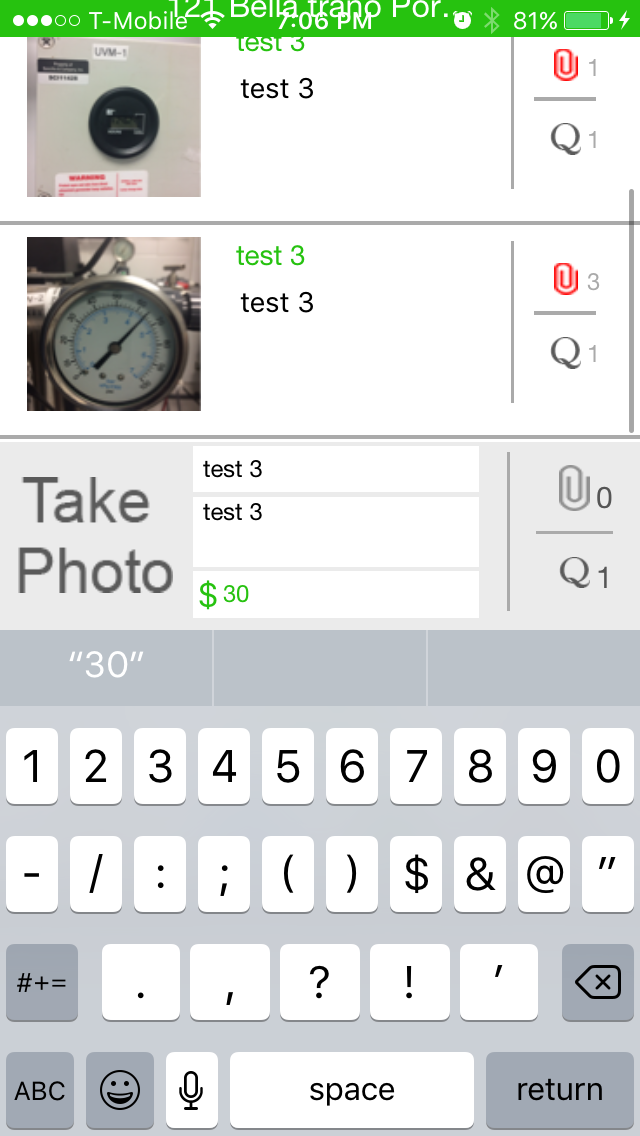 121 Bella trano Por...
●●●○○ T-Mobile 7:06 PM 81%
test 3
UVM-1
test 3
1
WARNING
Q 1
test 3
test 3
3
Q 1
test 3
Take
Photo
test 3
0
Q 1
$ 30
“30”
1 2 3 4 5 6 7 8 9 0
- / : ; ( ) $ & @ "
#+= . , ? ! '
ABC space return